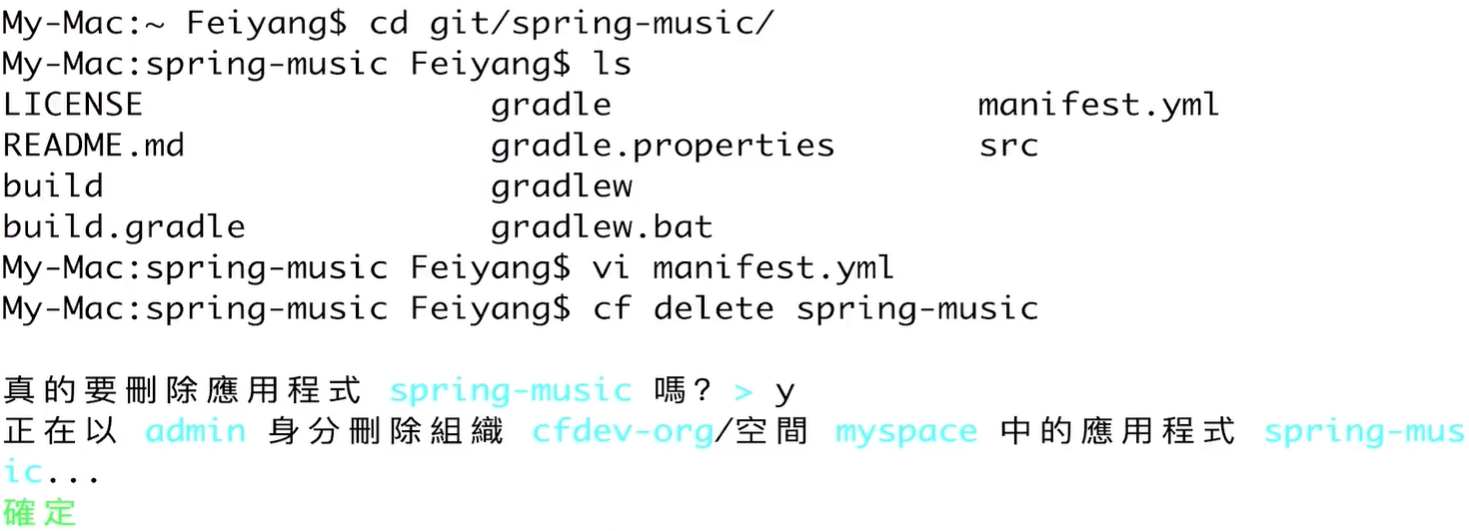 My-Mac:~ Feiyang$ cd git/spring-music/
My-Mac:spring-music Feiyang$ ls
LICENSE gradle manifest.yml
README.md gradle.properties src
build gradlew
build.gradle gradlew.bat
My-Mac:spring-music Feiyang$ vi manifest.yml
My-Mac:spring-music Feiyang$ cf delete spring-music
真的要刪除應用程式 spring-music 嗎? > y
正在以 admin 身分刪除組織 cfdev-org/空間 myspace 中的應用程式 spring-mus
ic...
確定